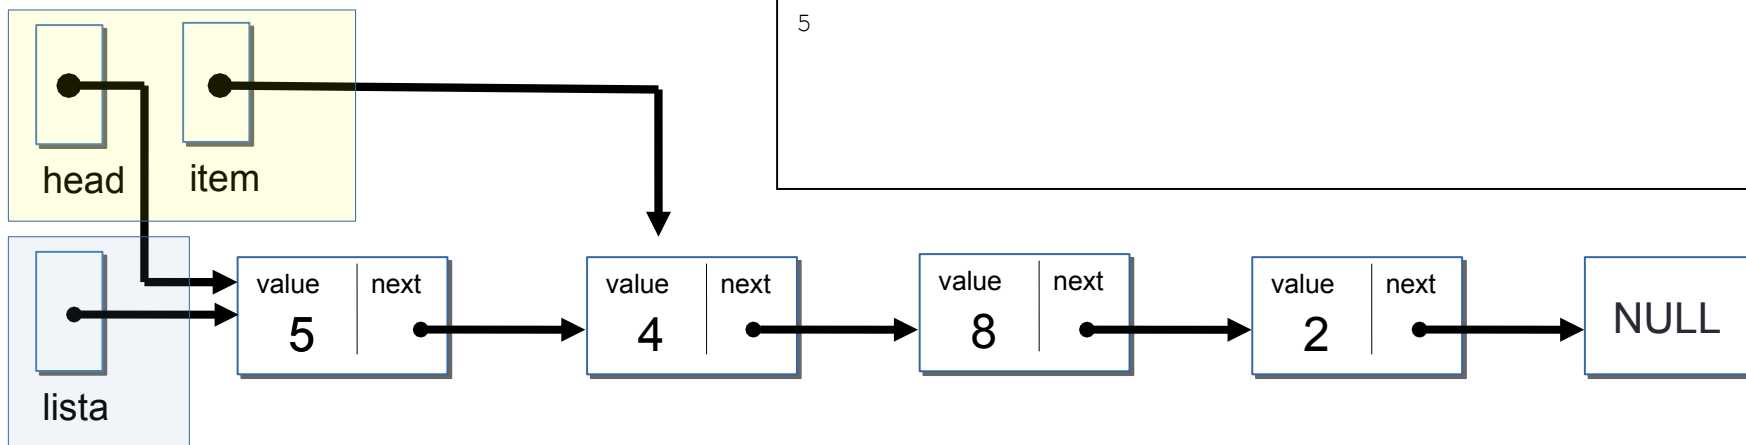 5
head item
value next value next value next value next
5 4 8 2 NULL
lista